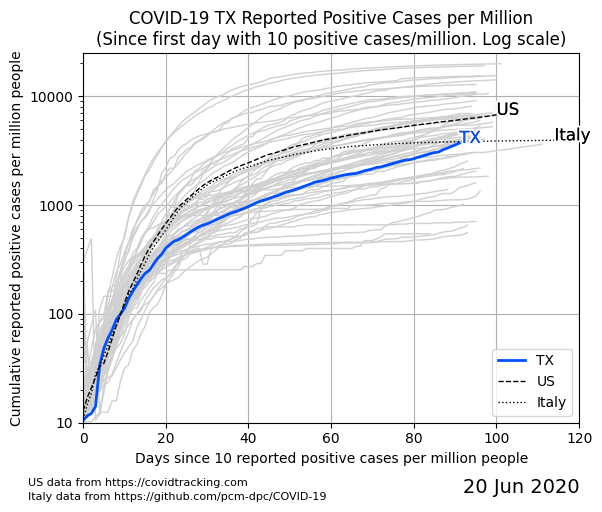 COVID-19 TX Reported Positive Cases per Million
(Since first day with 10 positive cases/million. Log scale)
Cumulative reported positive cases per million people
10000
1000
100
10
US
TX
Italy
TX
US
Italy
0 20 40 60 80 100 120
Days since 10 reported positive cases per million people
US data from https://covidtracking.com
Italy data from https://github.com/pcm-dpc/COVID-19
20 Jun 2020